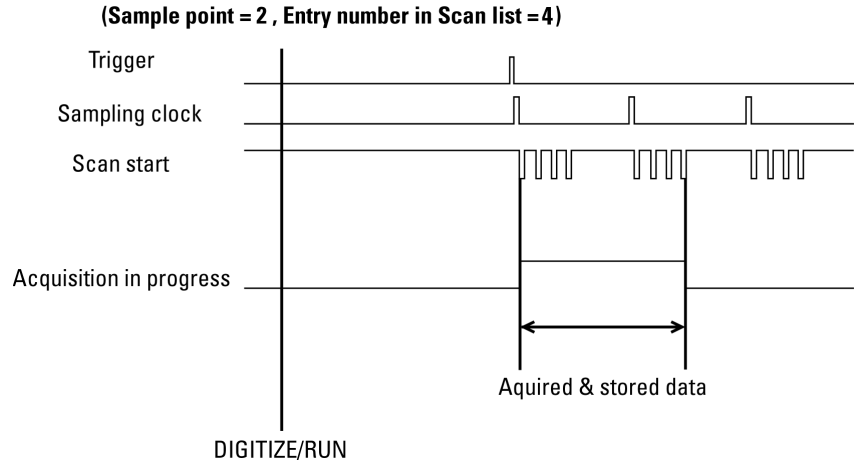 (Sample point = 2 , Entry number in Scan list = 4)
Trigger
Sampling clock
Scan start
Acquisition in progress
Aquired & stored data
DIGITIZE/RUN